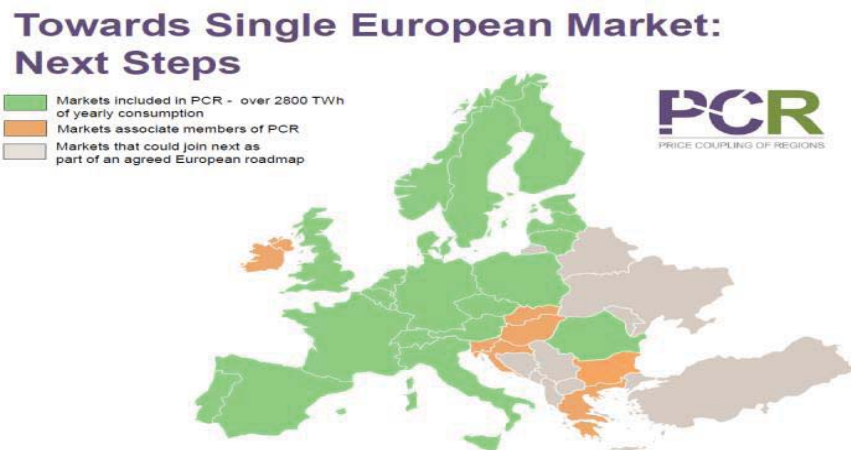 Towards Single European Market:
Next Steps
Markets included in PCR - over 2800 TWh
of yearly consumption
Markets associate members of PCR
Markets that could join next as
part of an agreed European roadmap
PCR
PRICE COUPLING OF REGIONS